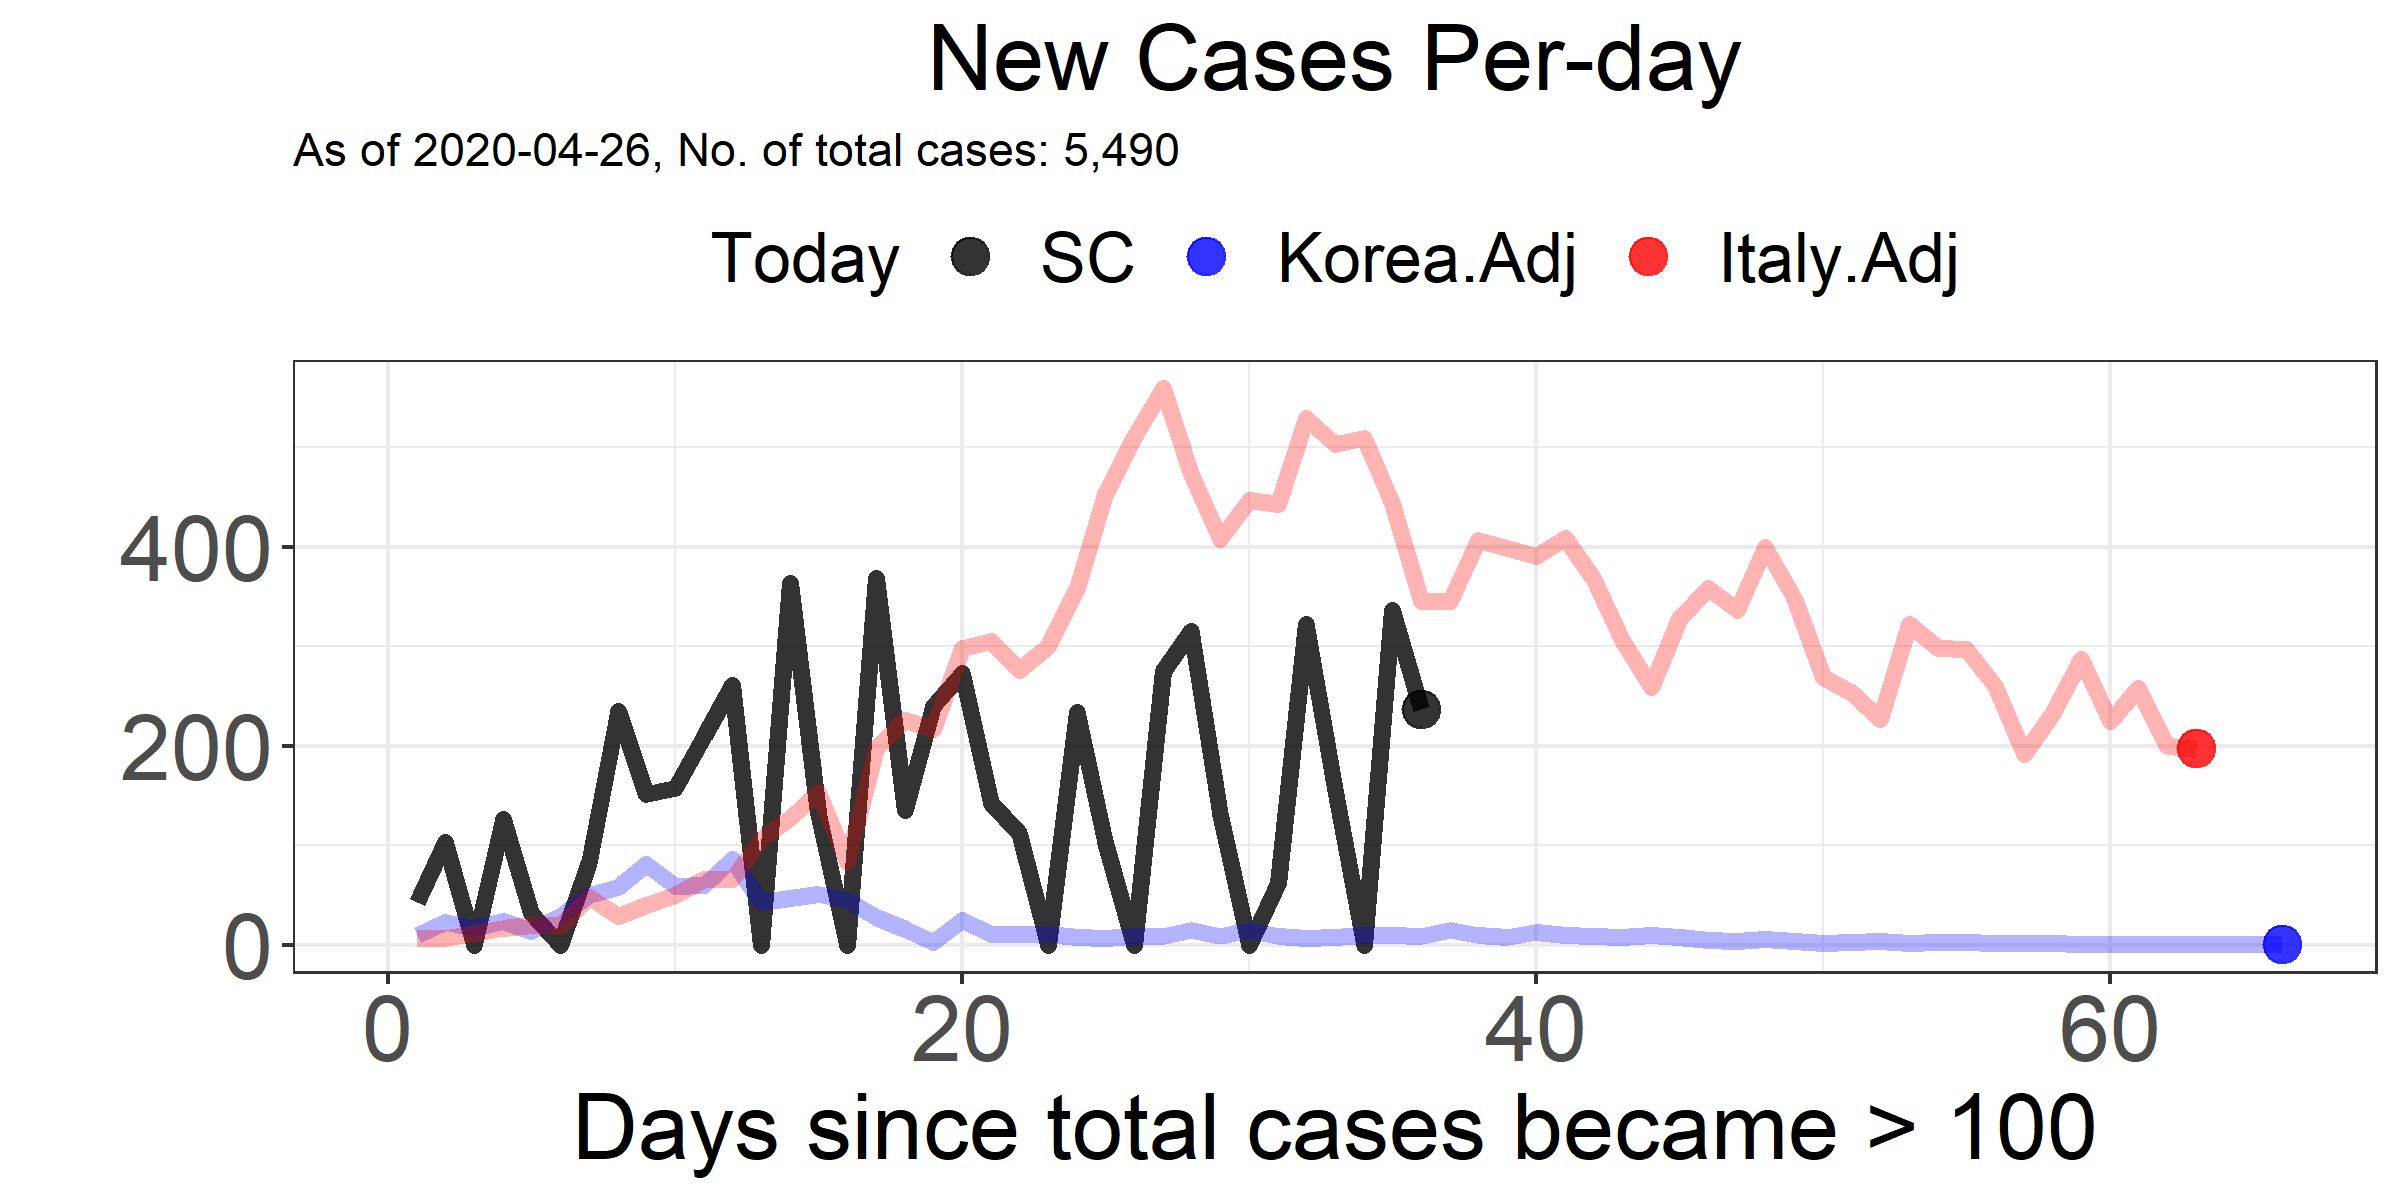 New Cases Per-day
As of 2020-04-26, No. of total cases: 5,490
Today SC Korea.Adj Italy.Adj
400
200
0
0 20 40 60
Days since total cases became > 100